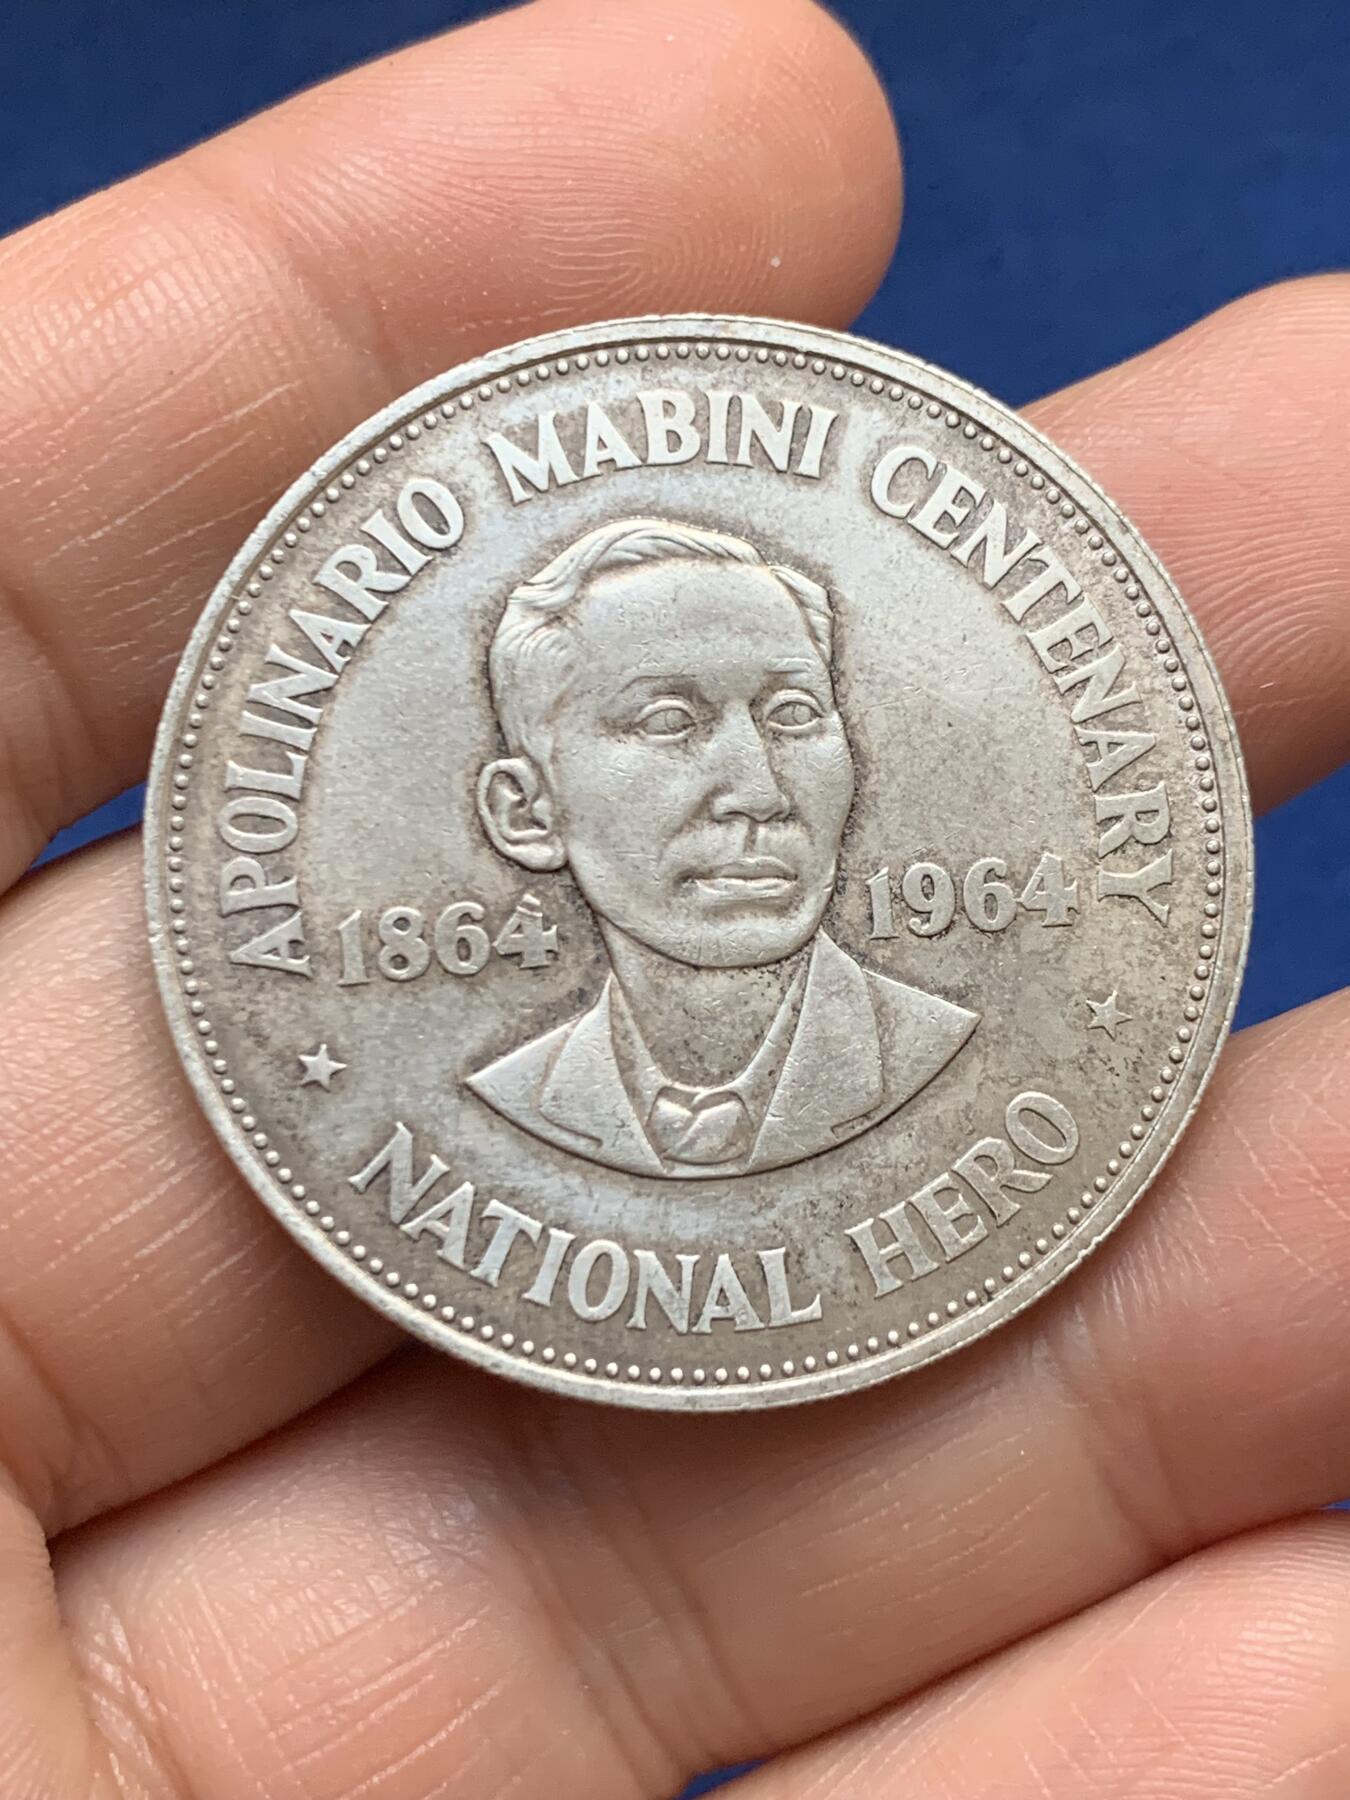 APOLINARIO MABINI CENTENARY
1864 1964
NATIONAL HERO